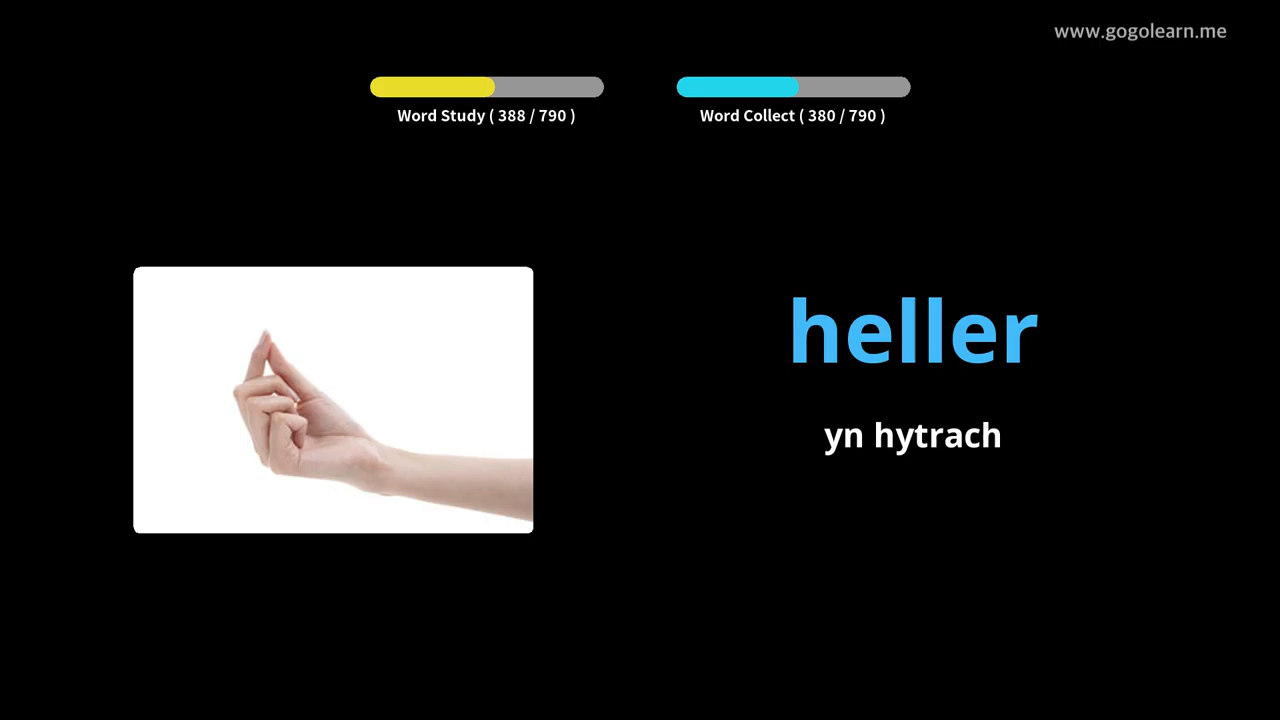 www.gogolearn.me
Word Study ( 388 / 790 )
Word Collect ( 380 / 790 )
heller
yn hytrach